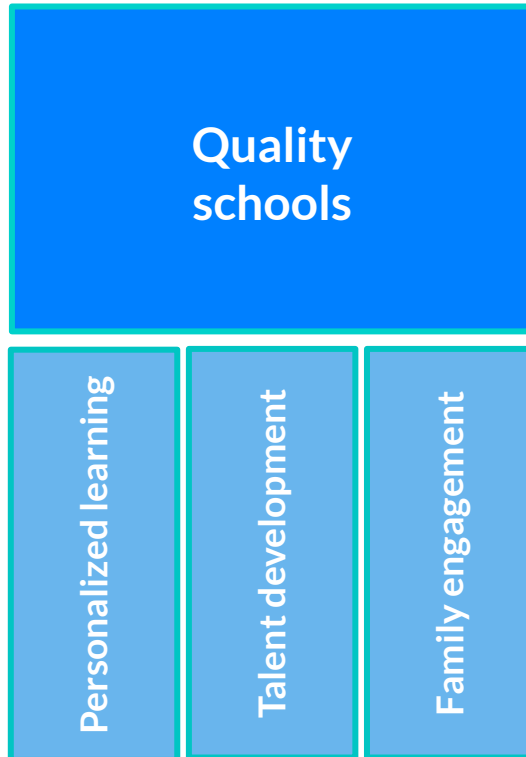 Quality
schools
Personalized learning
Talent development
Family engagement